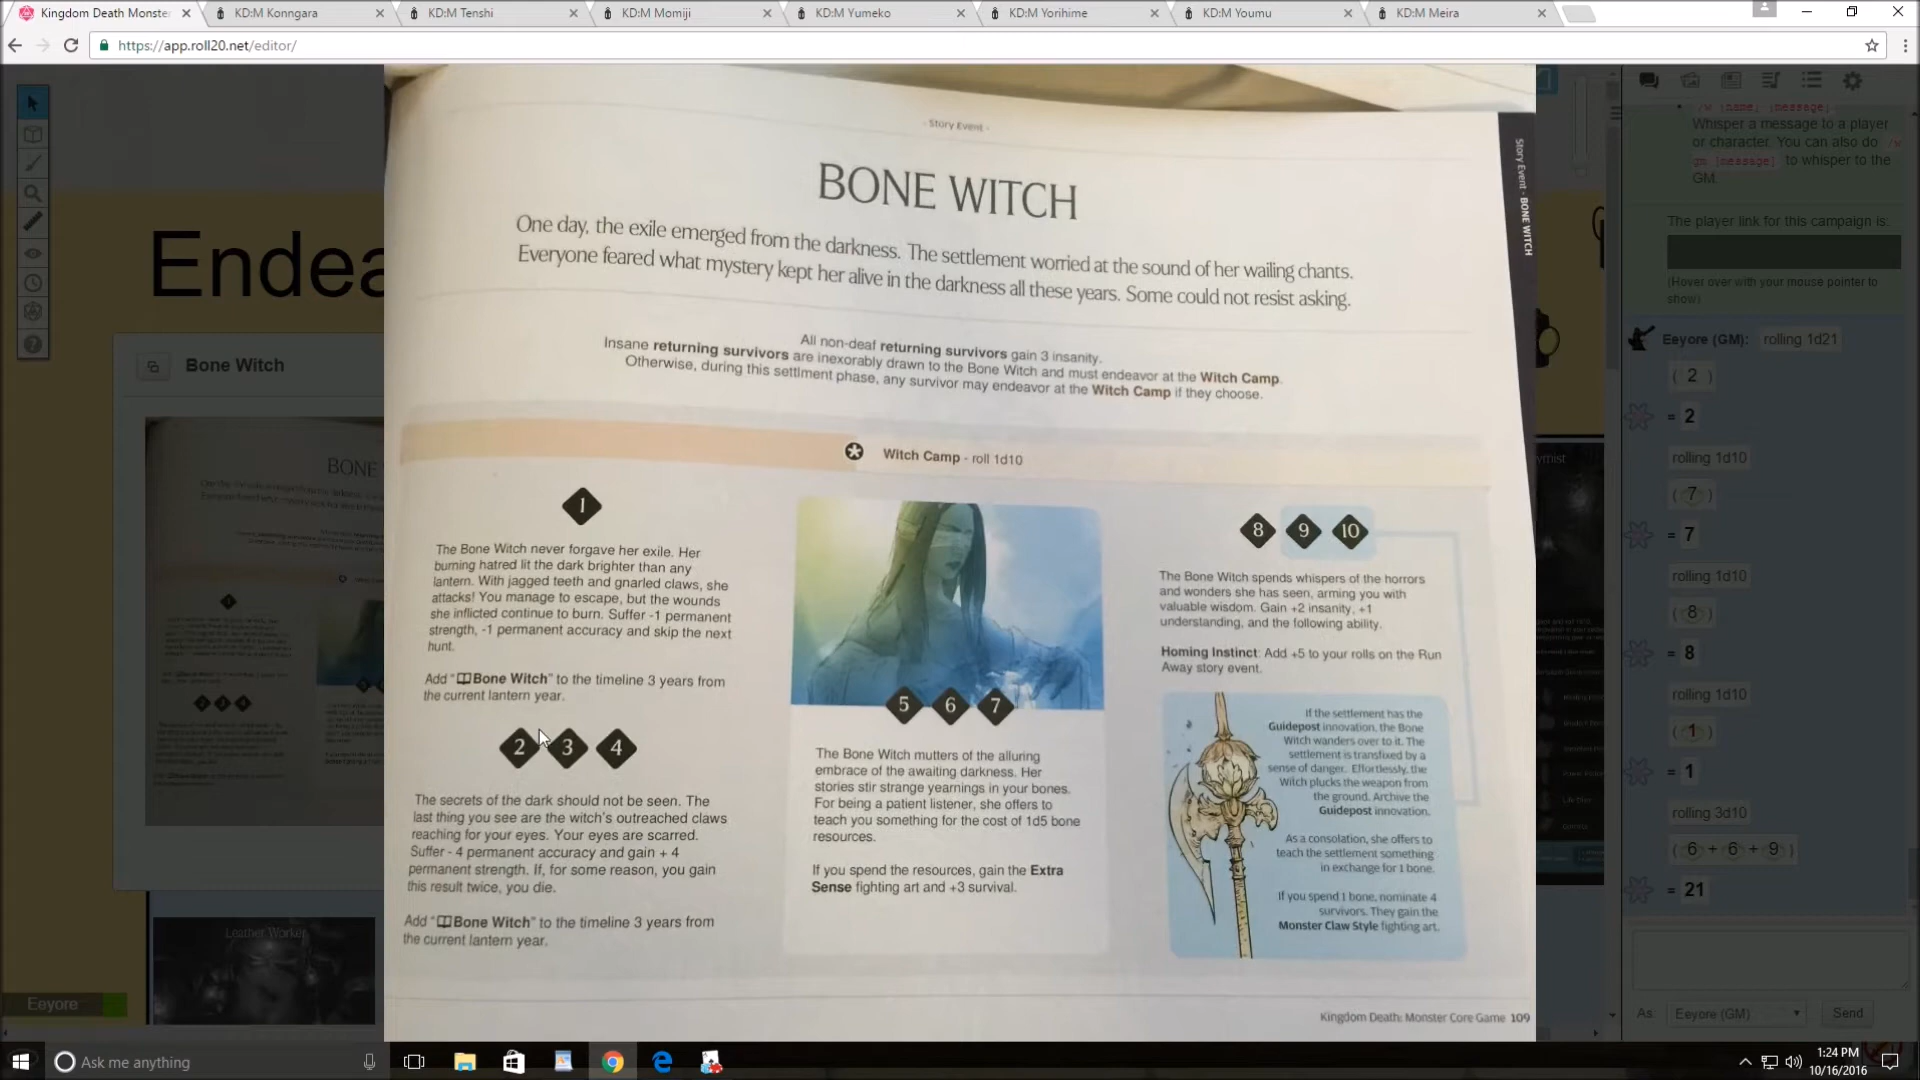 Kingdom Death Monster
KD:M Konngara
KD:M Tenshi
KD:M Momiji
KD:M Yumeko
KD:M Yorihime
KD:M Youmu
KD:M Meira
https://app.roll20.net/editor/
- Story Event -
BONE WITCH
One day, the exile emerged from the darkness. The settlement worried at the sound of her wailing chants.
Everyone feared what mystery kept her alive in the darkness all these years. Some could not resist asking.
All non-deaf returning survivors gain 3 insanity.
Insane returning survivors are inexorably drawn to the Bone Witch and must endeavor at the Witch Camp.
Otherwise, during this settlment phase, any survivor may endeavor at the Witch Camp if they choose.
Witch Camp - roll 1d10
1
The Bone Witch never forgave her exile. Her
burning hatred lit the dark brighter than any
lantern. With jagged teeth and gnarled claws, she
attacks! You manage to escape, but the wounds
she inflicted continue to burn. Suffer -1 permanent
strength, -1 permanent accuracy and skip the next
hunt.
Add "Bone Witch" to the timeline 3 years from
the current lantern year.
2 3 4
The secrets of the dark should not be seen. The
last thing you see are the witch's outreached claws
reaching for your eyes. Your eyes are scarred.
Suffer - 4 permanent accuracy and gain + 4
permanent strength. If, for some reason, you gain
this result twice, you die.
Add "Bone Witch" to the timeline 3 years from
the current lantern year.
5 6 7
The Bone Witch mutters of the alluring
embrace of the awaiting darkness. Her
stories stir strange yearnings in your bones.
For being a patient listener, she offers to
teach you something for the cost of 1d5 bone
resources.
If you spend the resources, gain the Extra
Sense fighting art and +3 survival.
8 9 10
The Bone Witch spends whispers of the horrors
and wonders she has seen, arming you with
valuable wisdom. Gain +2 insanity, +1
understanding, and the following ability.
Homing Instinct: Add +5 to your rolls on the Run
Away story event.
If the settlement has the
Guidepost innovation, the Bone
Witch wanders over to it. The
settlement is transfixed by a
sense of danger. Effortlessly, the
Witch plucks the weapon from
the ground. Archive the
Guidepost innovation.
As a consolation, she offers to
teach the settlement something
in exchange for 1 bone.
If you spend 1 bone, nominate 4
survivors. They gain the
Monster Claw Style fighting art.
Kingdom Death: Monster Core Game 109
Story Event - BONE WITCH
Endea
Bone Witch
Leather Worker
Eeyore
/w [name] [message]
Whisper a message to a player
or character. You can also do /w
gm [message] to whisper to the
GM.
The player link for this campaign is:
(Hover over with your mouse pointer to
show)
Eeyore (GM): rolling 1d21
( 2 )
= 2
rolling 1d10
( 7 )
= 7
rolling 1d10
( 8 )
= 8
rolling 1d10
( 1 )
= 1
rolling 3d10
( 6 + 6 + 9 )
= 21
As: Eeyore (GM) Send
Ask me anything
1:24 PM
10/16/2016